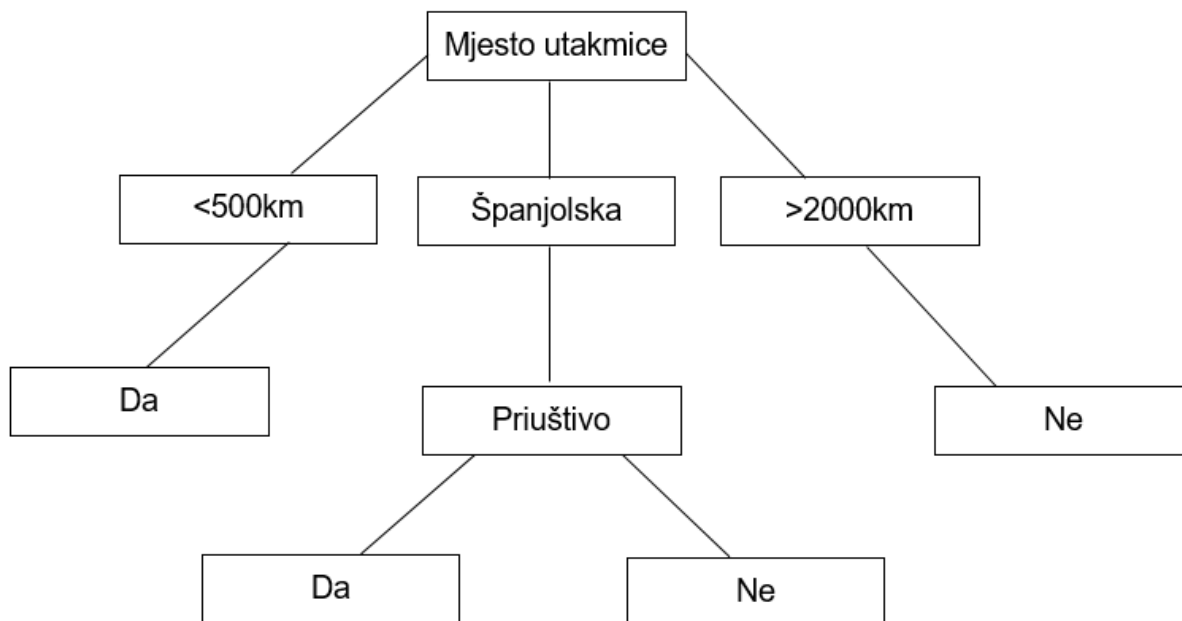 Mjesto utakmice
<500km
Španjolska
>2000km
Da
Priuštivo
Ne
Da
Ne